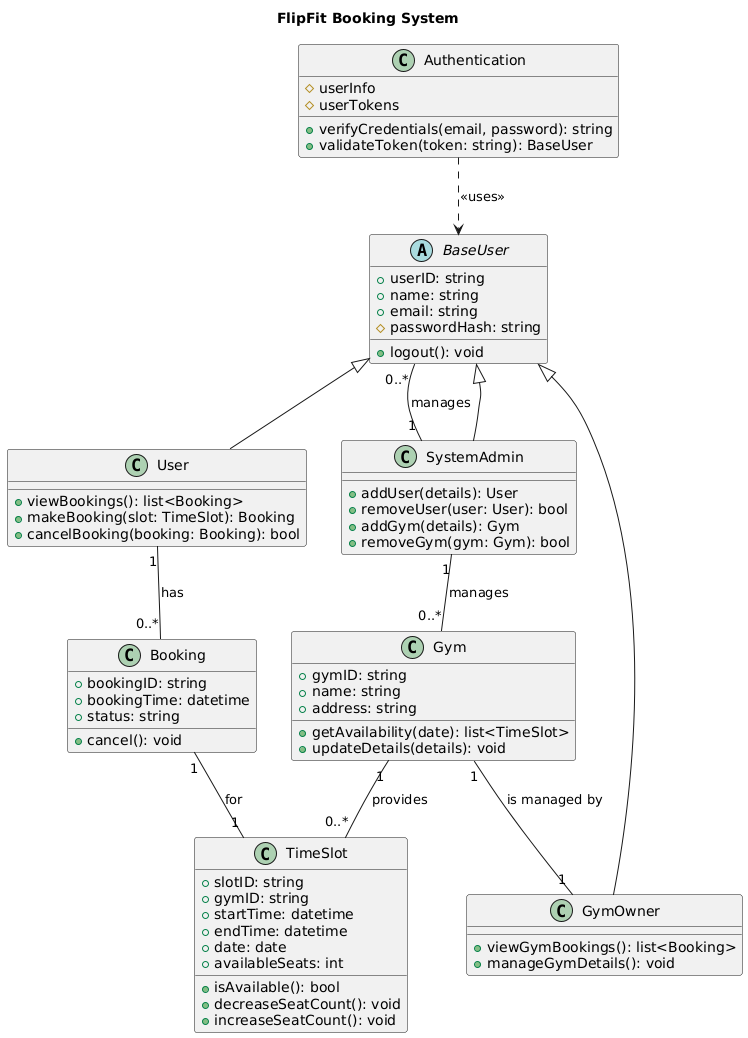 FlipFit Booking System
C Authentication
userInfo
userTokens
verifyCredentials(email, password): string
validateToken(token: string): BaseUser
«uses»
A BaseUser
userID: string
name: string
email: string
passwordHash: string
logout(): void
0..*
manages
1
C User
viewBookings(): list<Booking>
makeBooking(slot: TimeSlot): Booking
cancelBooking(booking: Booking): bool
C SystemAdmin
addUser(details): User
removeUser(user: User): bool
addGym(details): Gym
removeGym(gym: Gym): bool
1
has
0..*
1
manages
0..*
C Booking
bookingID: string
bookingTime: datetime
status: string
cancel(): void
C Gym
gymID: string
name: string
address: string
getAvailability(date): list<TimeSlot>
updateDetails(details): void
1
for
1
1
provides
0..*
1
is managed by
1
C TimeSlot
slotID: string
gymID: string
startTime: datetime
endTime: datetime
date: date
availableSeats: int
isAvailable(): bool
decreaseSeatCount(): void
increaseSeatCount(): void
C GymOwner
viewGymBookings(): list<Booking>
manageGymDetails(): void